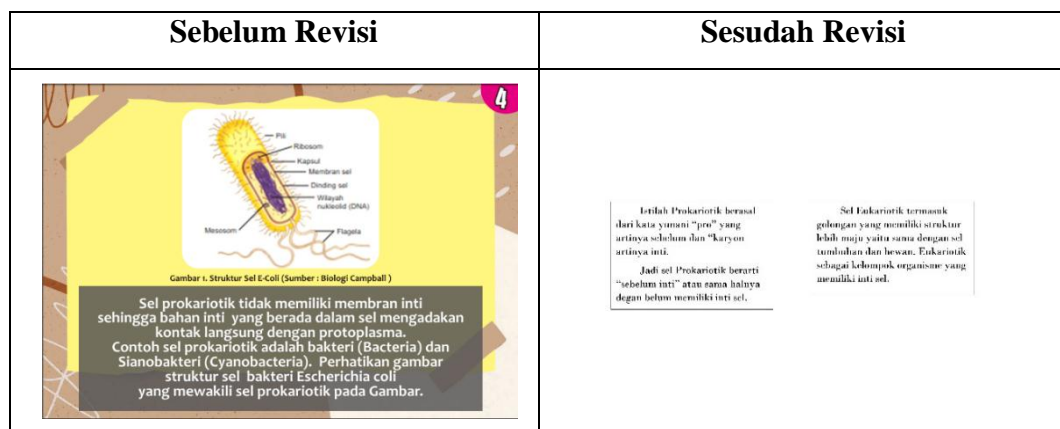 Sebelum Revisi
Sesudah Revisi
4
Pili
Ribosom
Kapsul
Membran sel
Dinding sel
Wilayah
nukleolid (DNA)
Mesosom
Flagela
Gambar 1. Struktur Sel E-Coli (Sumber : Biologi Campball )
Sel prokariotik tidak memiliki membran inti
sehingga bahan inti yang berada dalam sel mengadakan
kontak langsung dengan protoplasma.
Contoh sel prokariotik adalah bakteri (Bacteria) dan
Sianobakteri (Cyanobacteria). Perhatikan gambar
struktur sel bakteri Escherichia coli
yang mewakili sel prokariotik pada Gambar.
Istilah Prokariotik berasal
dari kata yunani “pro” yang
artinya sebelum dan “karyon
artinya inti.
Jadi sel Prokariotik berarti
“sebelum inti” atau sama halnya
degan belum memiliki inti sel.
Sel Eukariotik termasuk
golongan yang memiliki struktur
lebih maju yaitu sama dengan sel
tumbuhan dan hewan. Eukariotik
sebagai kelompok organisme yang
memiliki inti sel.